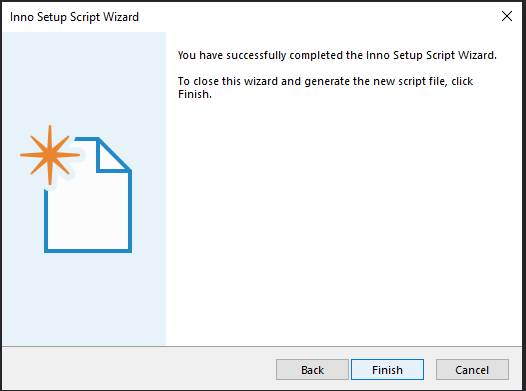 Inno Setup Script Wizard
You have successfully completed the Inno Setup Script Wizard.
To close this wizard and generate the new script file, click
Finish.
Back
Finish
Cancel